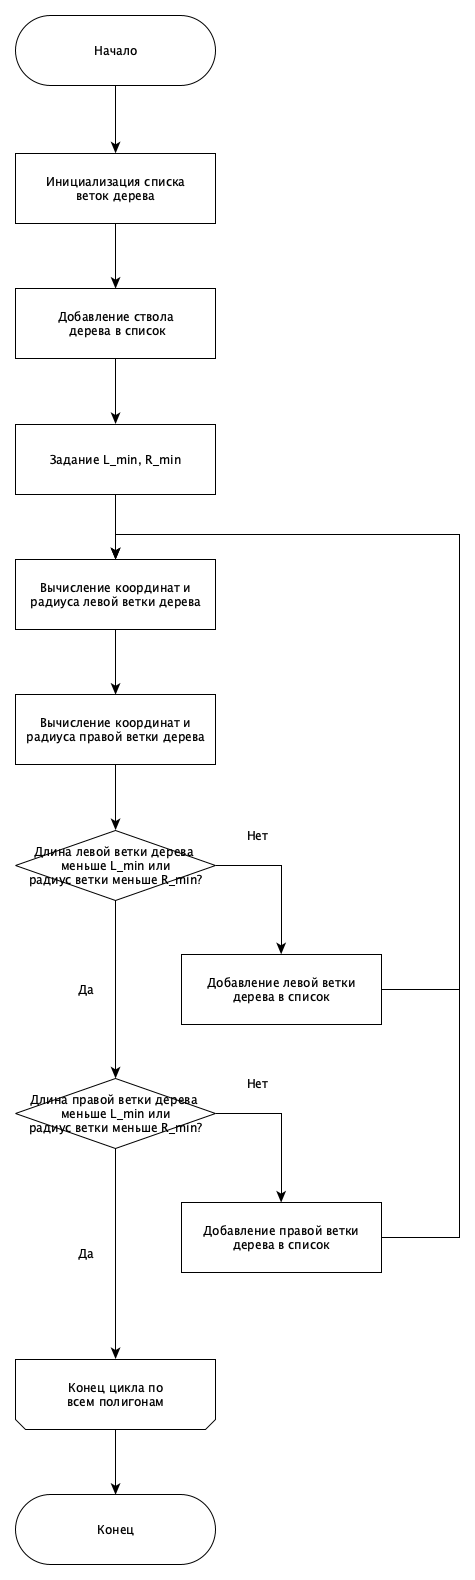 Начало
Инициализация списка
веток дерева
Добавление ствола
дерева в список
Задание L_min, R_min
Вычисление координат и
радиуса левой ветки дерева
Вычисление координат и
радиуса правой ветки дерева
Длина левой ветки дерева
меньше L_min или
радиус ветки меньше R_min?
Нет
Добавление левой ветки
дерева в список
Да
Длина правой ветки дерева
меньше L_min или
радиус ветки меньше R_min?
Нет
Добавление правой ветки
дерева в список
Да
Конец цикла по
всем полигонам
Конец